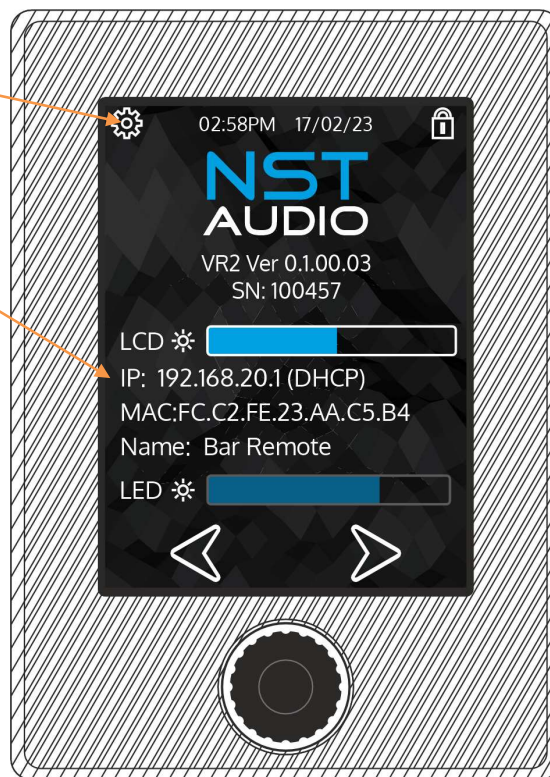 02:58PM 17/02/23
NST
AUDIO
VR2 Ver 0.1.00.03
SN: 100457
LCD
IP: 192.168.20.1 (DHCP)
MAC:FC.C2.FE.23.AA.C5.B4
Name: Bar Remote
LED